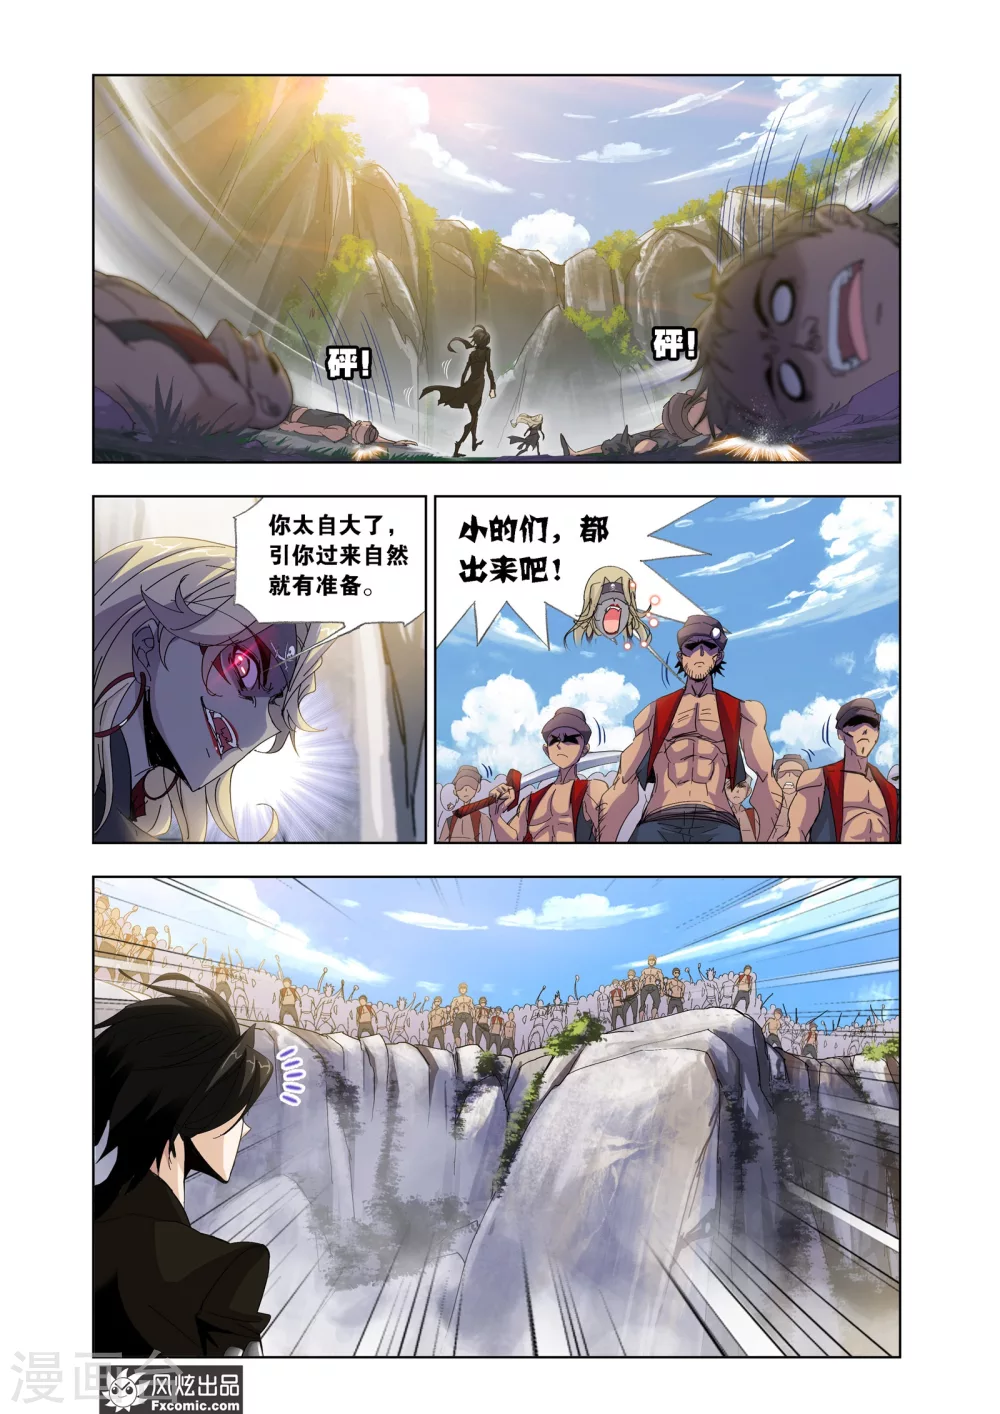 砰！
砰！
你太自大了，
引你过来自然
就有准备。
小的们，都
出来吧！
漫画台
风炫出品
Fxcomic.com